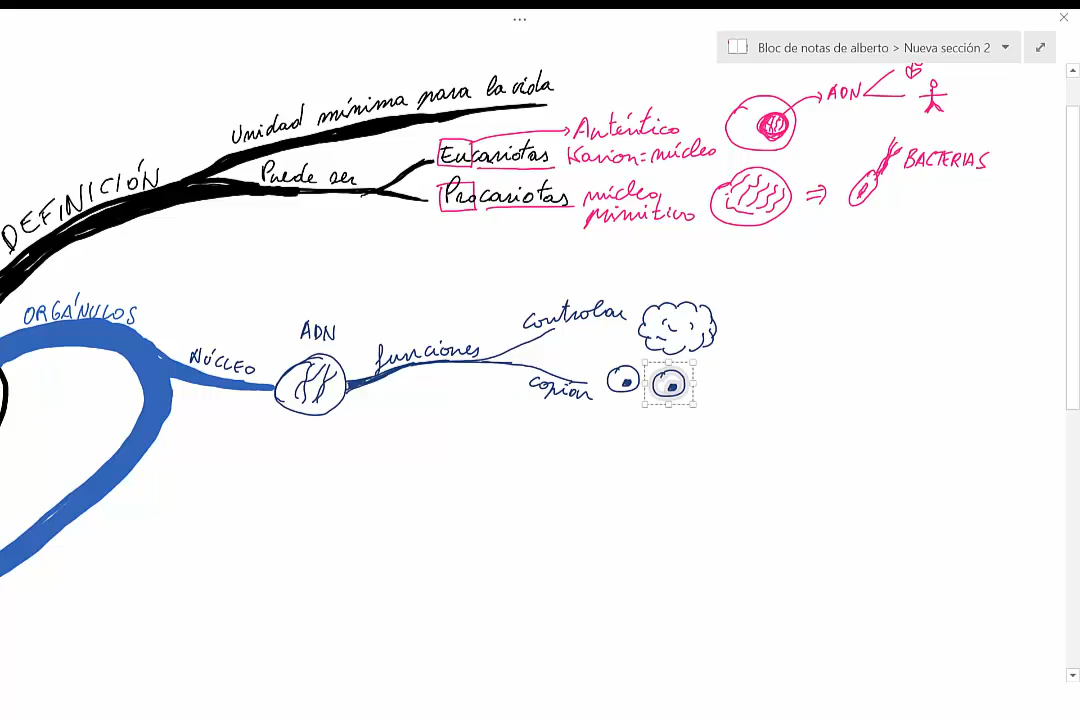 ...
Bloc de notas de alberto > Nueva sección 2
DEFINICIÓN
Unidad mínima para la vida
Puede ser
Eucariotas
Auténtico
Karion = núcleo
ADN
Procariotas
núcleo
primitivo
BACTERIAS
ORGÁNULOS
NÚCLEO
ADN
funciones
controlar
copiar